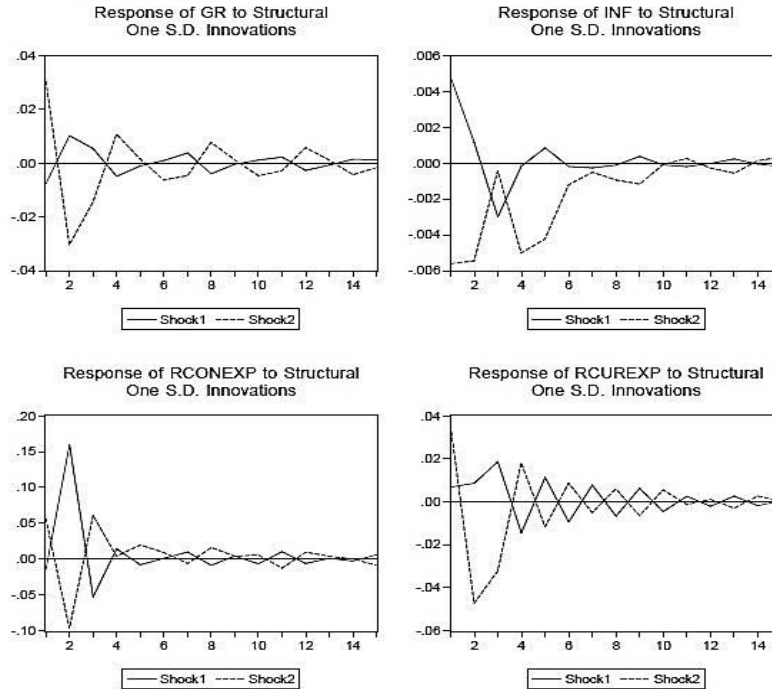 Response of GR to Structural
One S.D. Innovations
.04
.02
.00
-.02
-.04
2 4 6 8 10 12 14
Shock1 Shock2
Response of INF to Structural
One S.D. Innovations
.006
.004
.002
.000
-.002
-.004
-.006
2 4 6 8 10 12 14
Shock1 Shock2
Response of RCONEXP to Structural
One S.D. Innovations
.20
.15
.10
.05
.00
-.05
-.10
2 4 6 8 10 12 14
Shock1 Shock2
Response of RCUREXP to Structural
One S.D. Innovations
.04
.02
.00
-.02
-.04
-.06
2 4 6 8 10 12 14
Shock1 Shock2